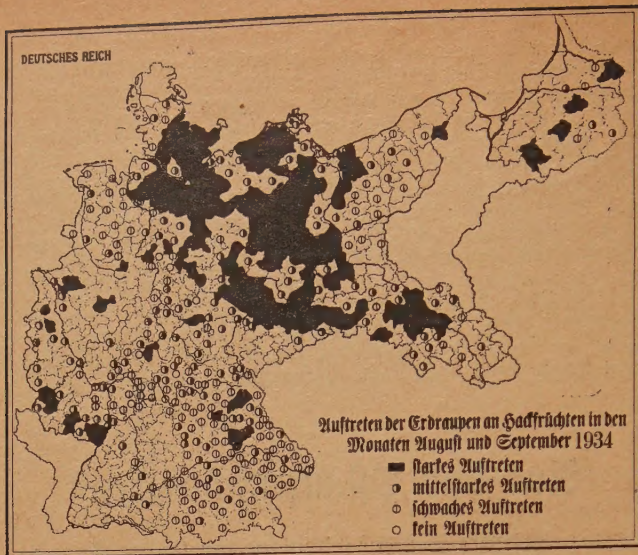 DEUTSCHES REICH
Auftreten der Erdraupen an Hackfrüchten in den
Monaten August und September 1934
starkes Auftreten
mittelstarkes Auftreten
schwaches Auftreten
kein Auftreten